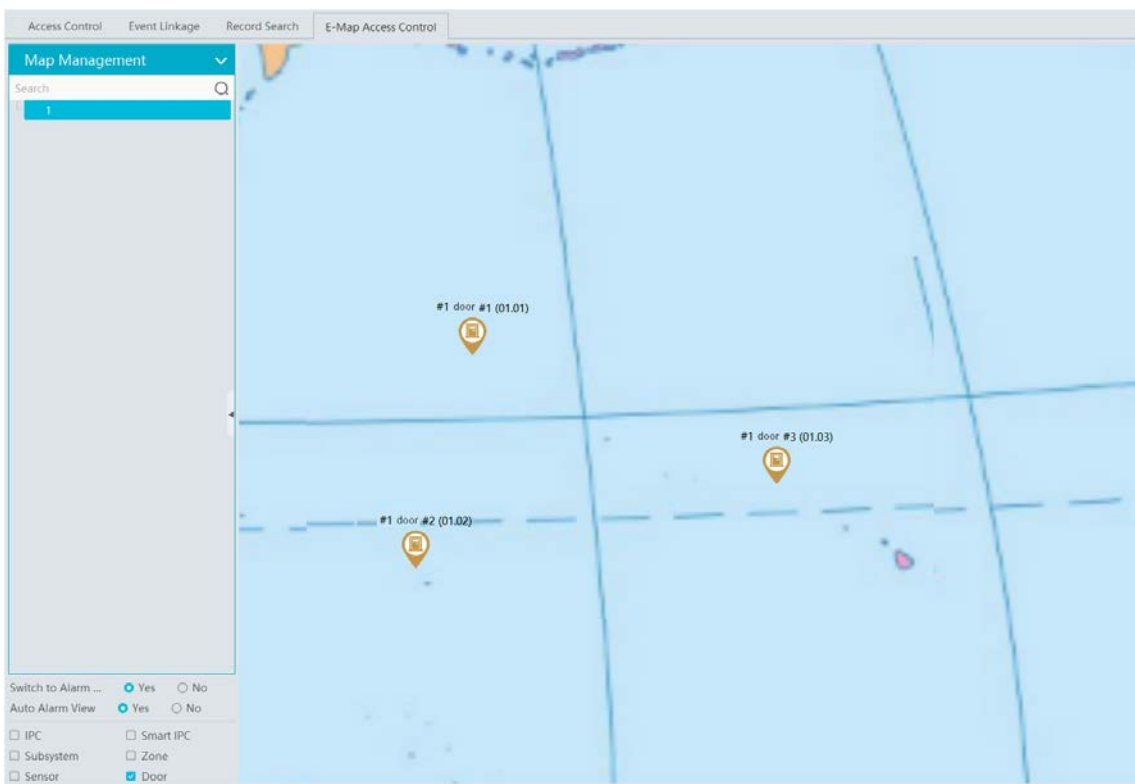 Access Control Event Linkage Record Search E-Map Access Control
Map Management
Search
1
#1 door #1 (01.01)
#1 door #3 (01.03)
#1 door #2 (01.02)
Switch to Alarm ... Yes No
Auto Alarm View Yes No
IPC Smart IPC
Subsystem Zone
Sensor Door